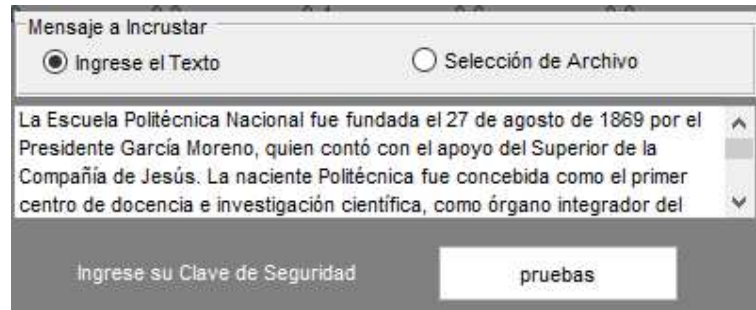 Mensaje a Incrustar
Ingrese el Texto Selección de Archivo
La Escuela Politécnica Nacional fue fundada el 27 de agosto de 1869 por el
Presidente García Moreno, quien contó con el apoyo del Superior de la
Compañía de Jesús. La naciente Politécnica fue concebida como el primer
centro de docencia e investigación científica, como órgano integrador del
Ingrese su Clave de Seguridad pruebas